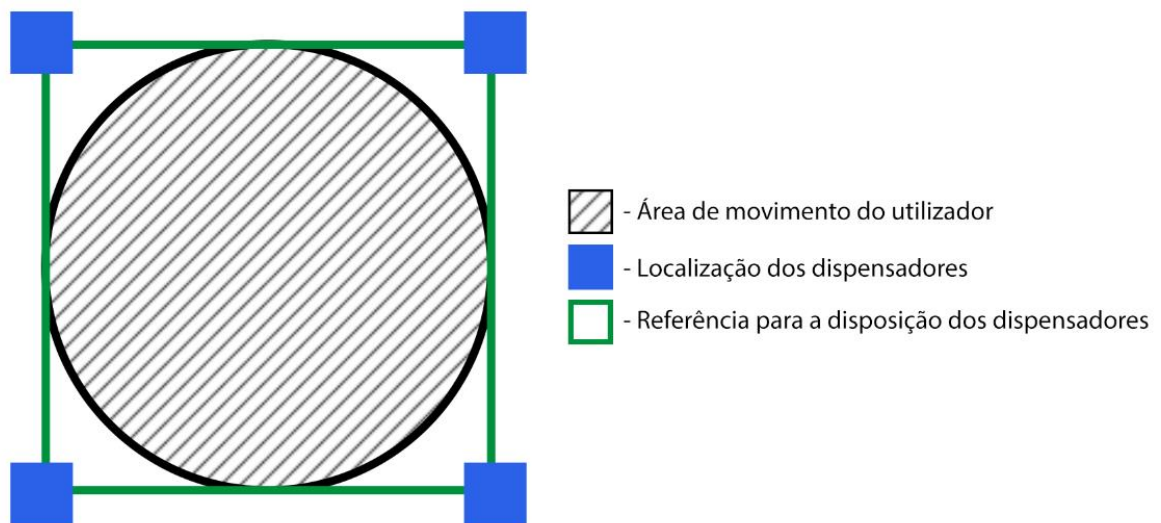 - Área de movimento do utilizador
- Localização dos dispensadores
- Referência para a disposição dos dispensadores